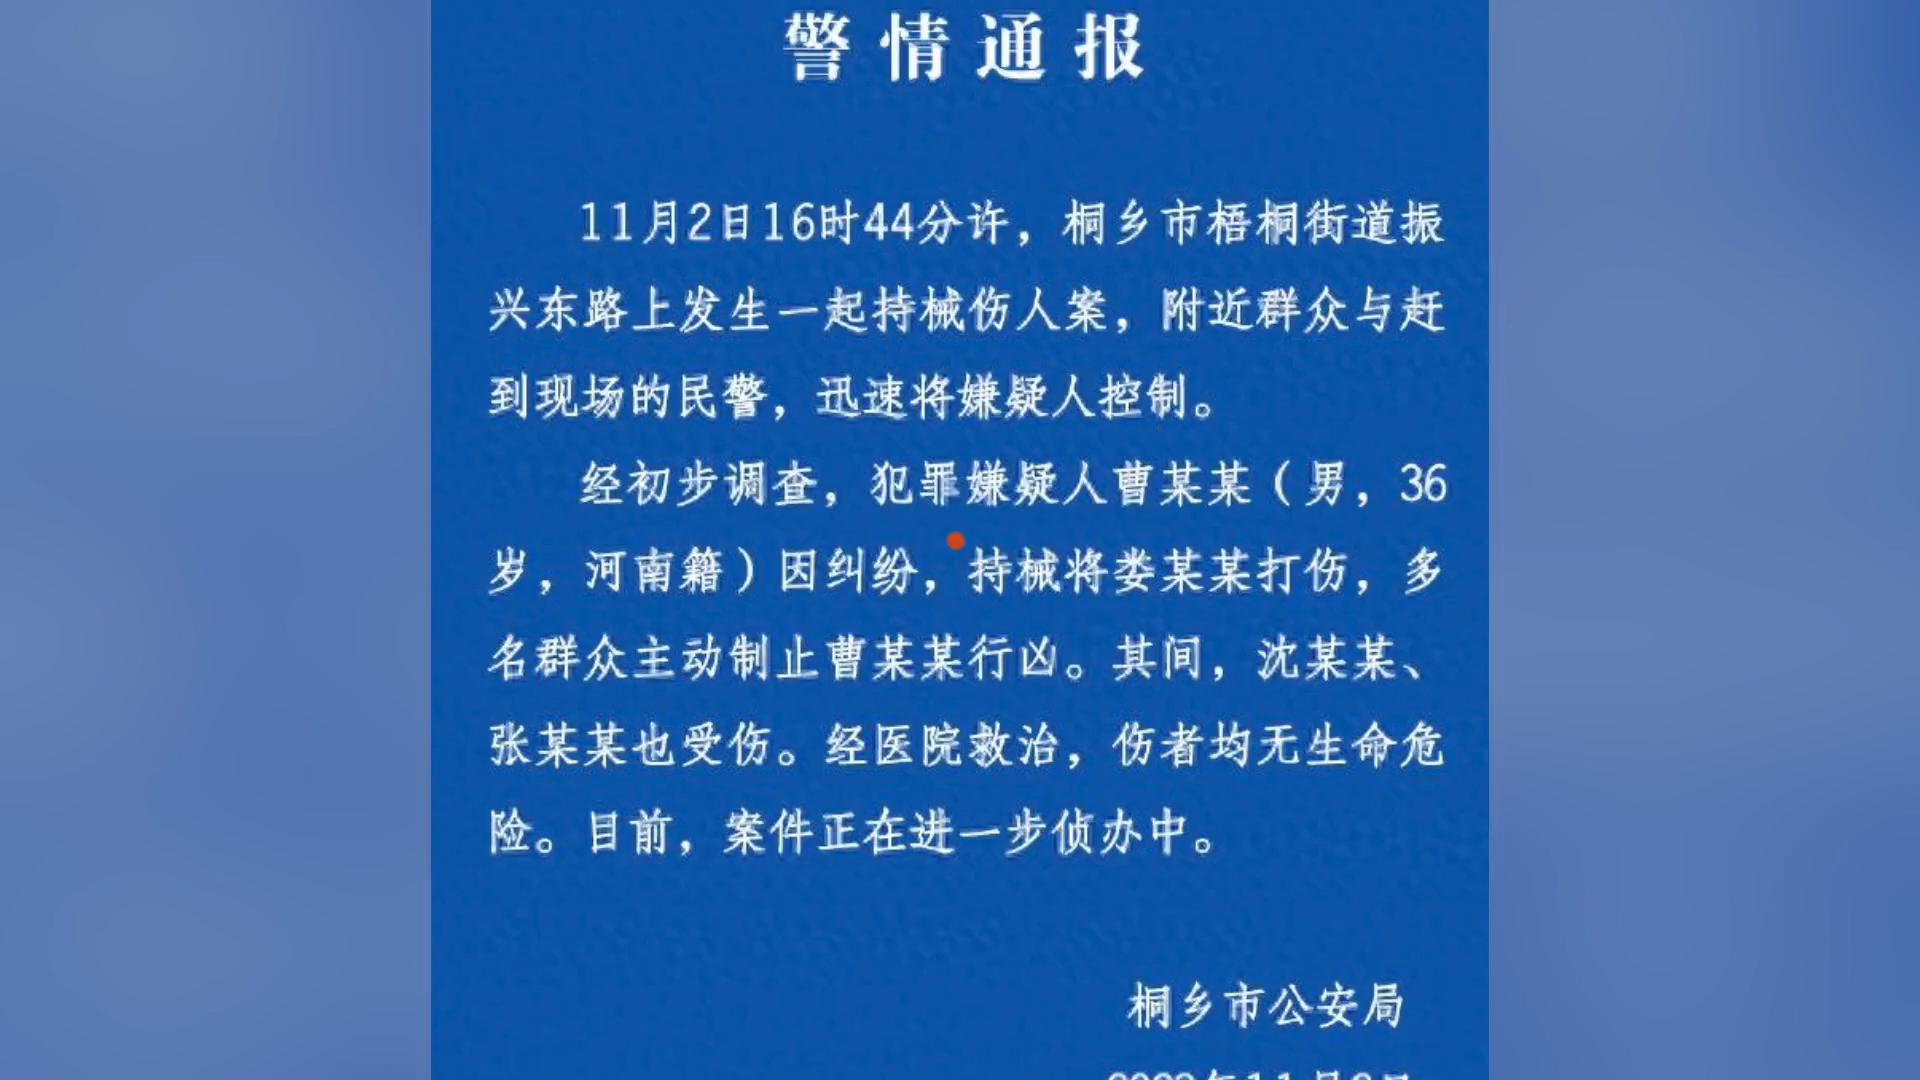 警情通报
11月2日16时44分许，桐乡市梧桐街道振
兴东路上发生一起持械伤人案，附近群众与赶
到现场的民警，迅速将嫌疑人控制。
经初步调查，犯罪嫌疑人曹某某（男，36
岁，河南籍）因纠纷，持械将娄某某打伤，多
名群众主动制止曹某某行凶。其间，沈某某、
张某某也受伤。经医院救治，伤者均无生命危
险。目前，案件正在进一步侦办中。
桐乡市公安局